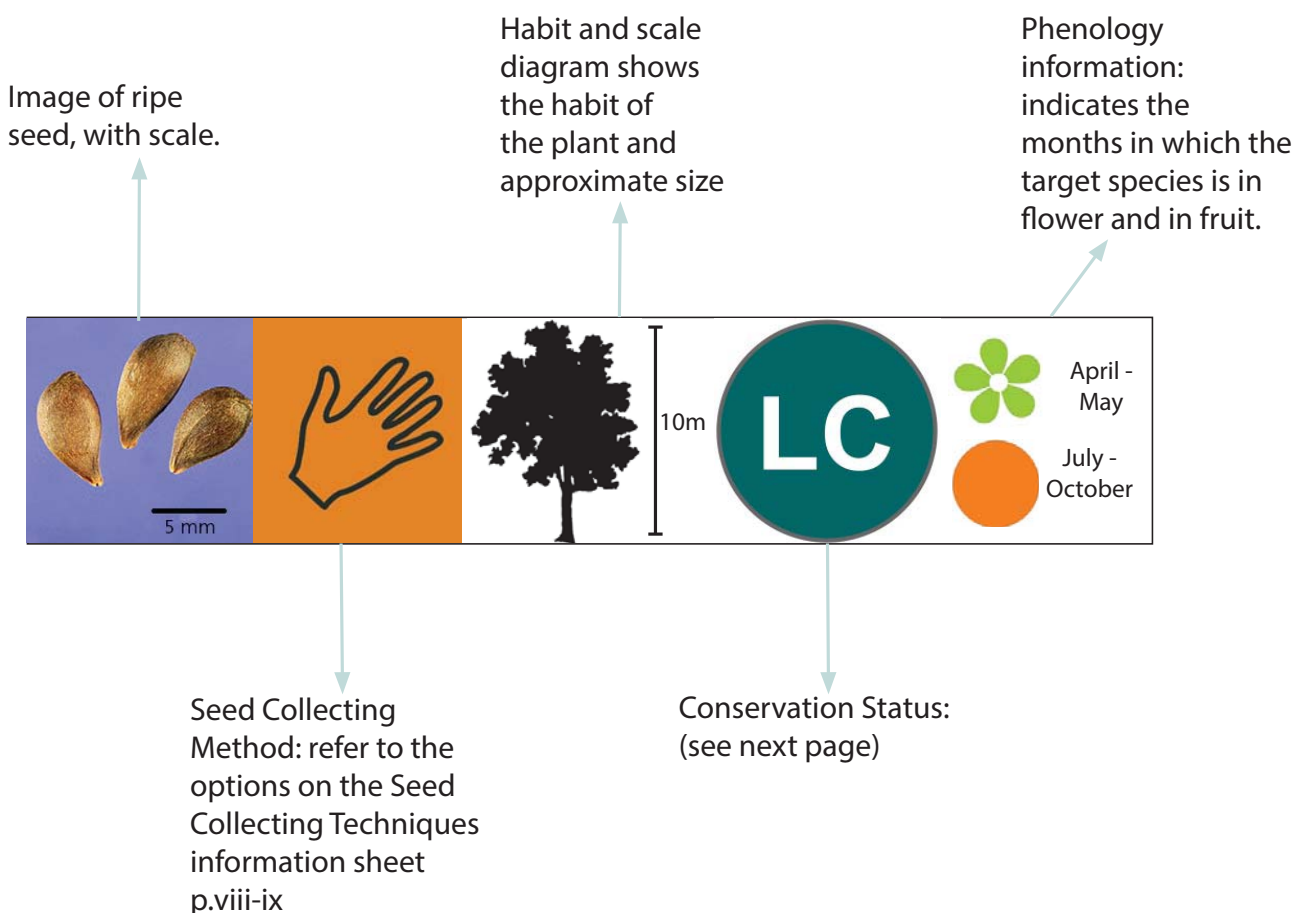 Image of ripe
seed, with scale.
Habit and scale
diagram shows
the habit of
the plant and
approximate size
Phenology
information:
indicates the
months in which the
target species is in
flower and in fruit.
5 mm
10m
LC
April -
May
July -
October
Seed Collecting
Method: refer to the
options on the Seed
Collecting Techniques
information sheet
p.viii-ix
Conservation Status:
(see next page)